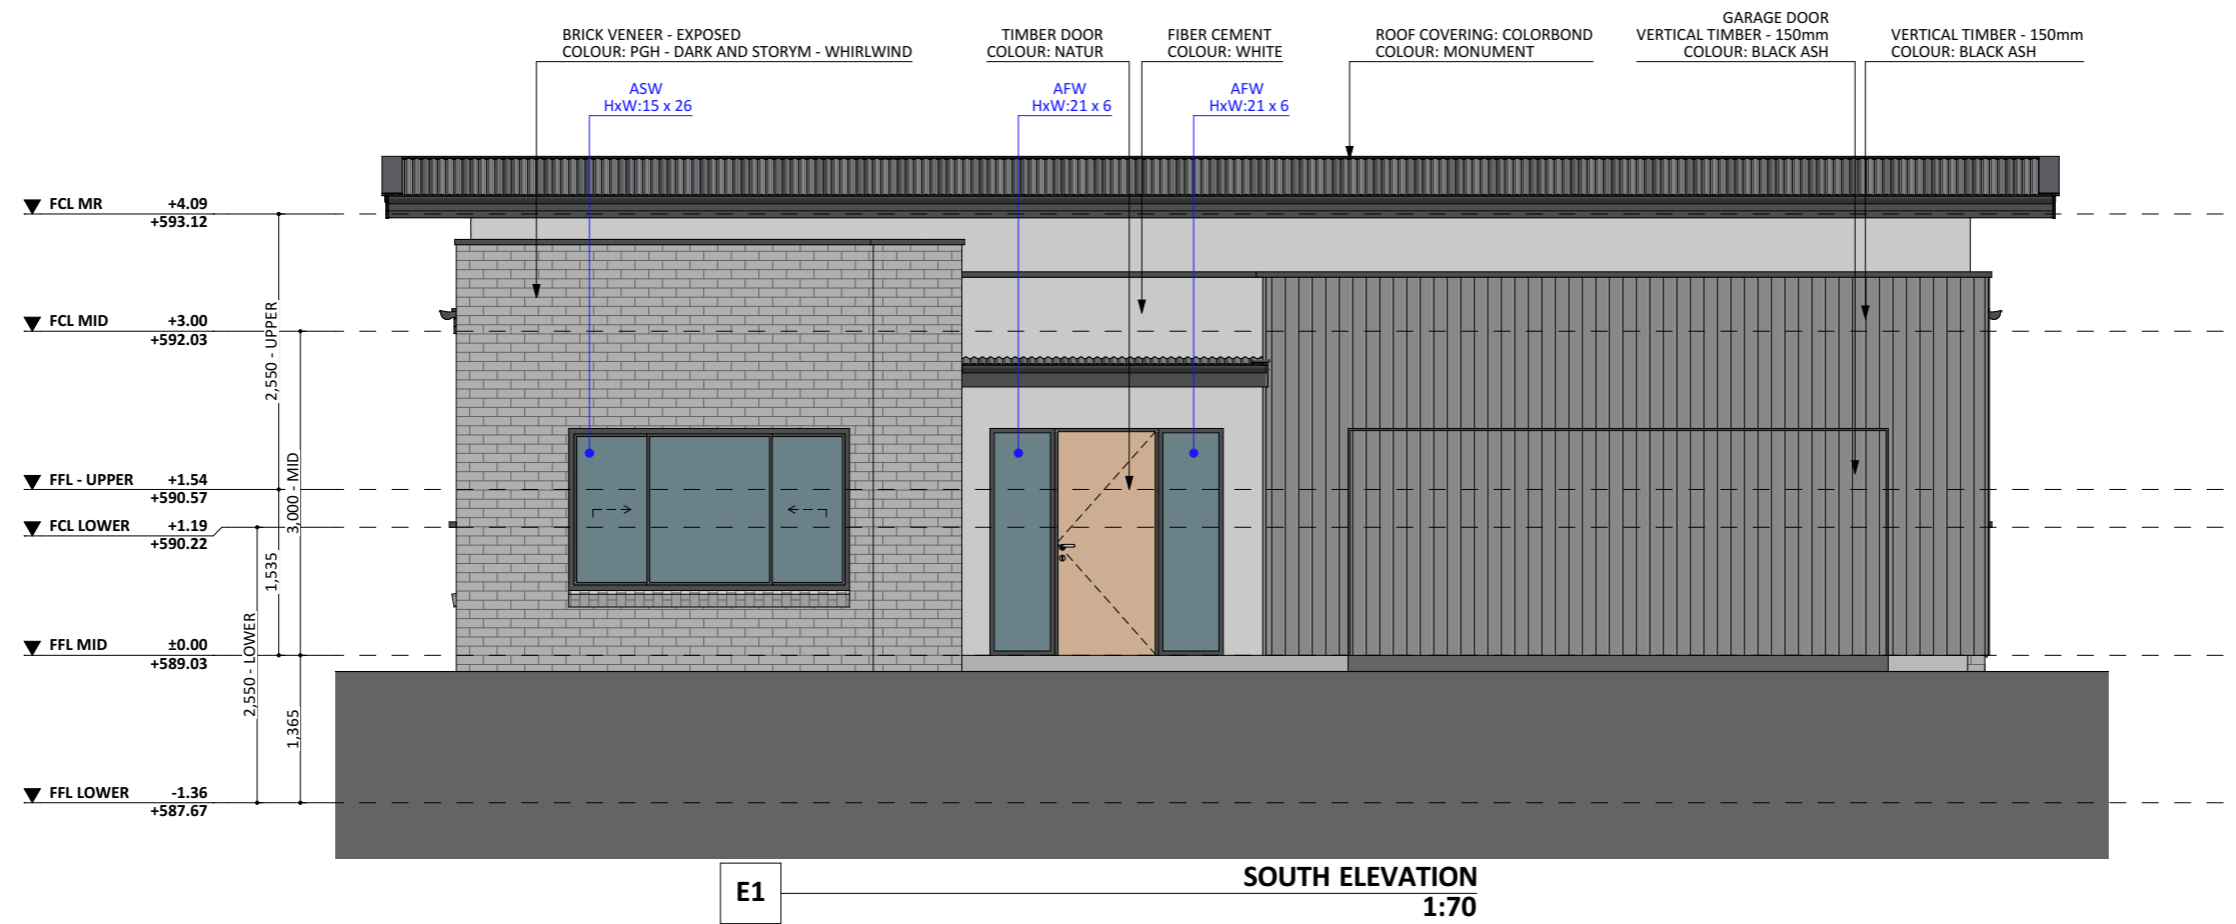 BRICK VENEER - EXPOSED
COLOUR: PGH - DARK AND STORYM - WHIRLWIND
TIMBER DOOR
COLOUR: NATUR
FIBER CEMENT
COLOUR: WHITE
ROOF COVERING: COLORBOND
COLOUR: MONUMENT
GARAGE DOOR
VERTICAL TIMBER - 150mm
COLOUR: BLACK ASH
VERTICAL TIMBER - 150mm
COLOUR: BLACK ASH
ASW
HxW:15 x 26
AFW
HxW:21 x 6
AFW
HxW:21 x 6
FCL MR +4.09
+593.12
FCL MID +3.00
+592.03
FFL - UPPER +1.54
+590.57
FCL LOWER +1.19
+590.22
FFL MID ±0.00
+589.03
FFL LOWER -1.36
+587.67
2,550 - UPPER
3,000 - MID
1,535
2,550 - LOWER
1,365
E1
SOUTH ELEVATION
1:70